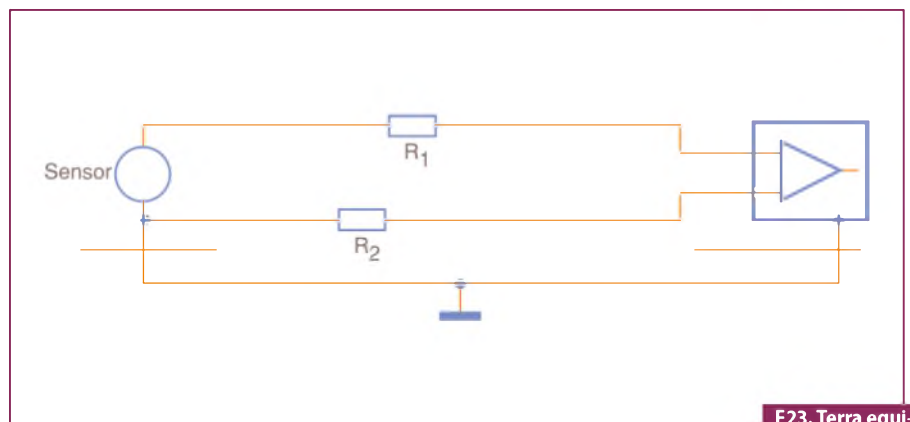 Sensor
R1
R2
F23. Terra equi-